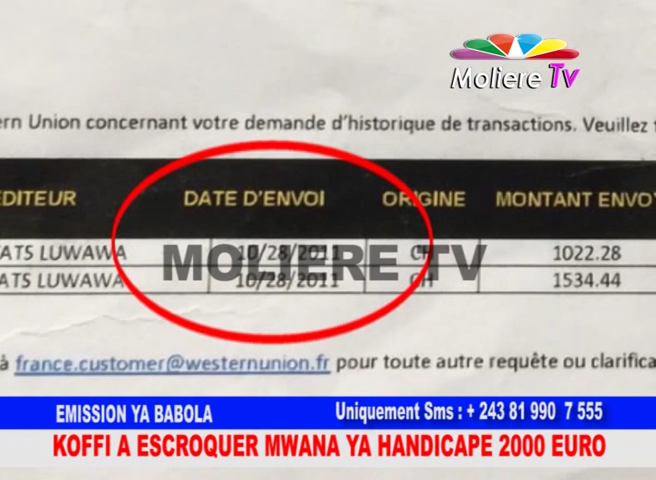 Moliere Tv
ern Union concernant votre demande d'historique de transactions. Veuillez
EDITEUR DATE D'ENVOI ORIGINE MONTANT ENVO
ATS LUWAWA 10/28/2011 CH 1022.28
MOLIERE TV
ATS LUWAWA 10/28/2011 CH 1534.44
à france.customer@westernunion.fr pour toute autre requête ou clarifica
EMISSION YA BABOLA Uniquement Sms : + 243 81 990 7 555
KOFFI A ESCROQUER MWANA YA HANDICAPE 2000 EURO